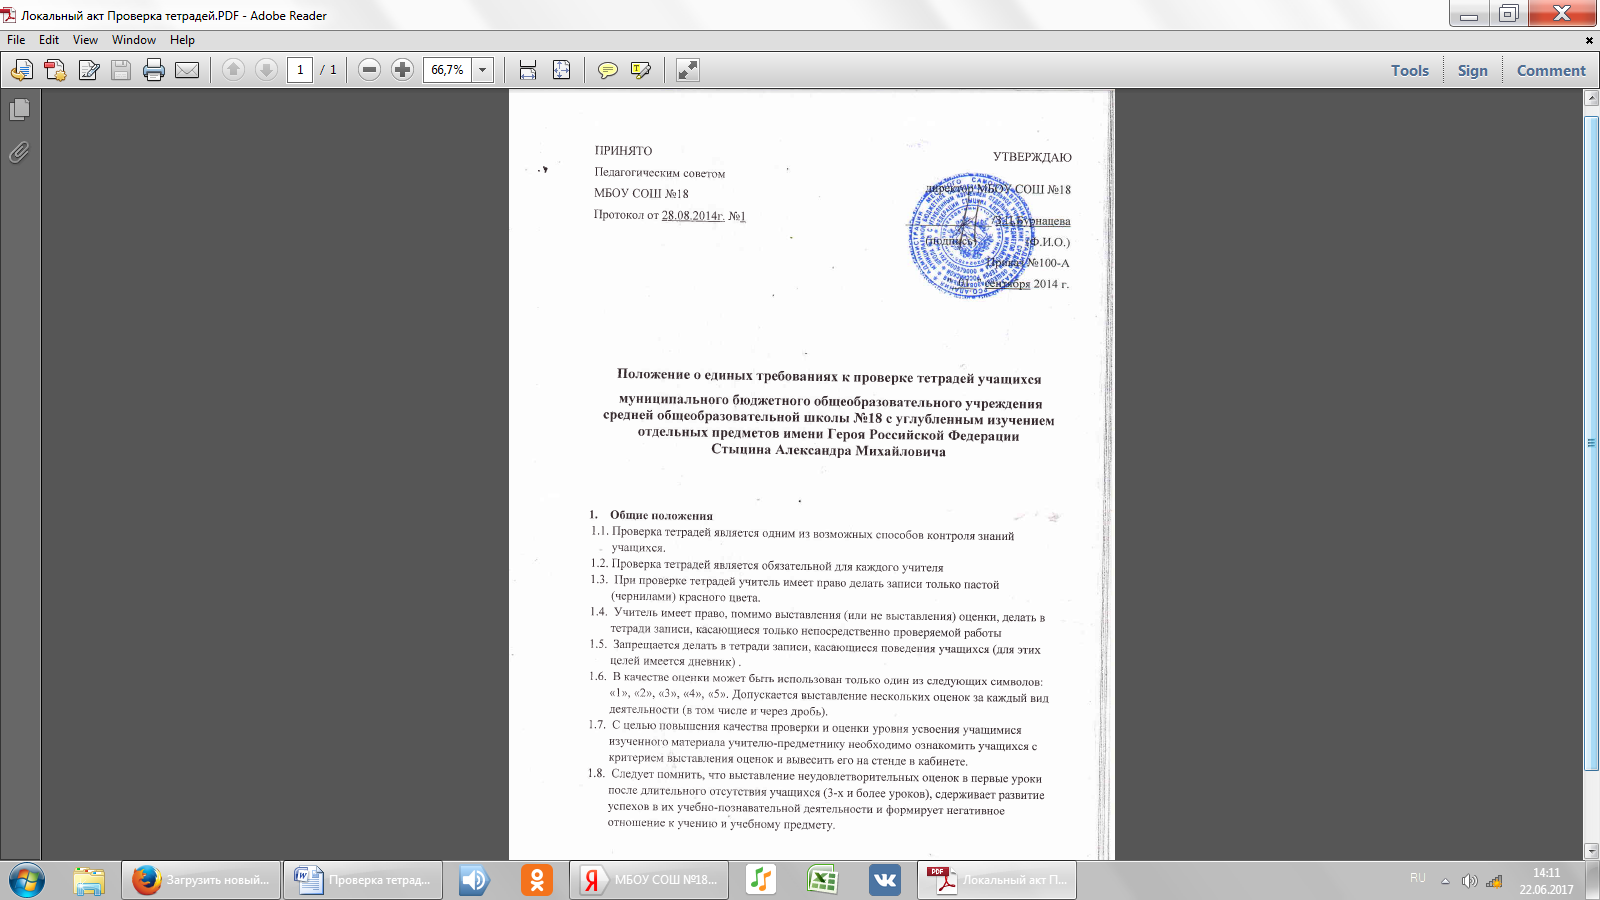 Локальный акт Проверка тетрадей.PDF - Adobe Reader
File Edit View Window Help
1 / 1 66,7% Tools Sign Comment
ПРИНЯТО
Педагогическим советом
МБОУ СОШ №18
Протокол от 28.08.2014г. №1
УТВЕРЖДАЮ
директор МБОУ СОШ №18
Бурнацева
(подпись) (Ф.И.О.)
Приказ №100-А
сентября 2014 г.
Положение о единых требованиях к проверке тетрадей учащихся
муниципального бюджетного общеобразовательного учреждения
средней общеобразовательной школы №18 с углубленным изучением
отдельных предметов имени Героя Российской Федерации
Стыцина Александра Михайловича
1. Общие положения
1.1. Проверка тетрадей является одним из возможных способов контроля знаний
учащихся.
1.2. Проверка тетрадей является обязательной для каждого учителя
1.3. При проверке тетрадей учитель имеет право делать записи только пастой
(чернилами) красного цвета.
1.4. Учитель имеет право, помимо выставления (или не выставления) оценки, делать в
тетради записи, касающиеся только непосредственно проверяемой работы
1.5. Запрещается делать в тетради записи, касающиеся поведения учащихся (для этих
целей имеется дневник) .
1.6. В качестве оценки может быть использован только один из следующих символов:
«1», «2», «3», «4», «5». Допускается выставление нескольких оценок за каждый вид
деятельности (в том числе и через дробь).
1.7. С целью повышения качества проверки и оценки уровня усвоения учащимися
изученного материала учителю-предметнику необходимо ознакомить учащихся с
критерием выставления оценок и вывесить его на стенде в кабинете.
1.8. Следует помнить, что выставление неудовлетворительных оценок в первые уроки
после длительного отсутствия учащихся (3-х и более уроков), сдерживает развитие
успехов в их учебно-познавательной деятельности и формирует негативное
отношение к учению и учебному предмету.
Загрузить новый... Проверка тетрад... МБОУ СОШ №18... Локальный акт П... RU 14:11
22.06.2017